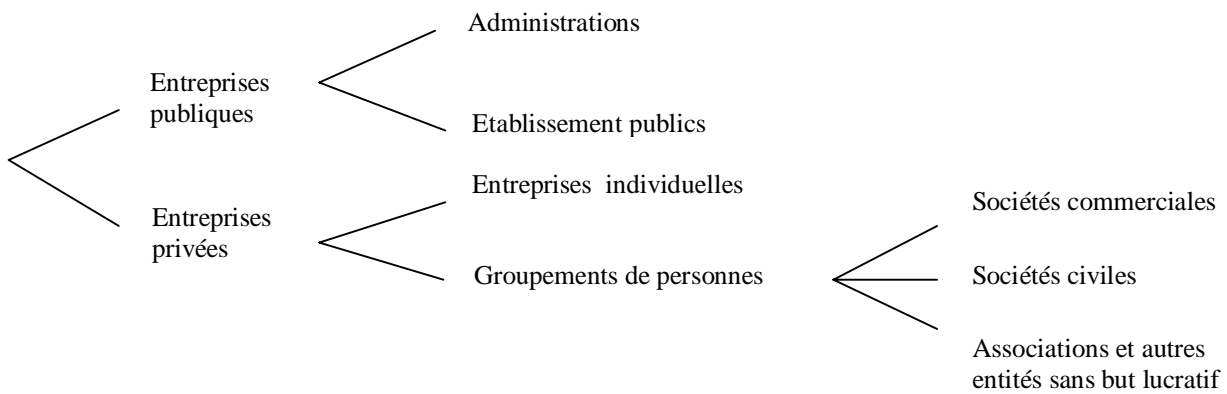 Administrations
Entreprises
publiques
Etablissement publics
Entreprises individuelles
Entreprises
privées
Groupements de personnes
Sociétés commerciales
Sociétés civiles
Associations et autres
entités sans but lucratif